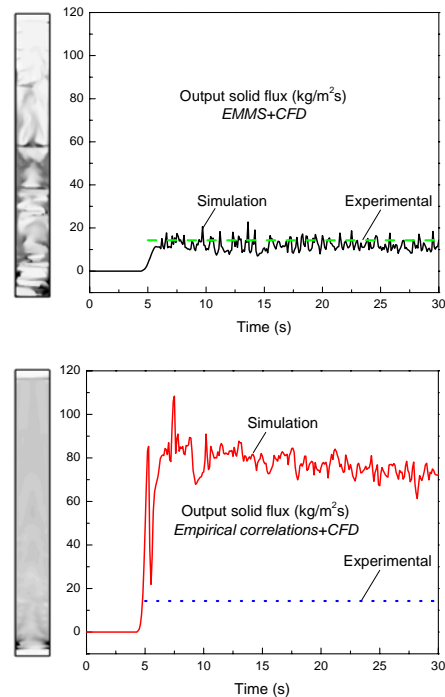 120
100
80
60
40
20
0
Output solid flux (kg/m²s)
EMMS+CFD
Simulation
Experimental
0 5 10 15 20 25 30
Time (s)
120
100
80
60
40
20
0
Simulation
Output solid flux (kg/m²s)
Empirical correlations+CFD
Experimental
0 5 10 15 20 25 30
Time (s)